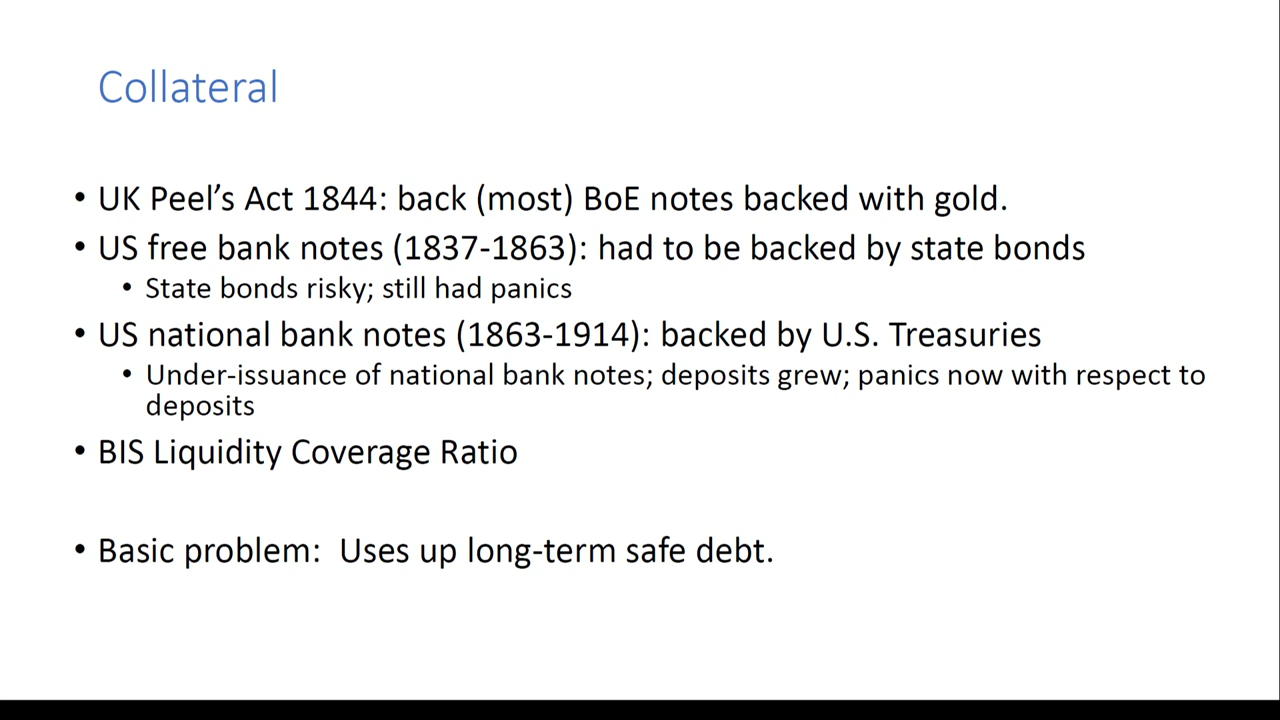 Collateral
• UK Peel’s Act 1844: back (most) BoE notes backed with gold.
• US free bank notes (1837-1863): had to be backed by state bonds
• State bonds risky; still had panics
• US national bank notes (1863-1914): backed by U.S. Treasuries
• Under-issuance of national bank notes; deposits grew; panics now with respect to
deposits
• BIS Liquidity Coverage Ratio
• Basic problem:  Uses up long-term safe debt.